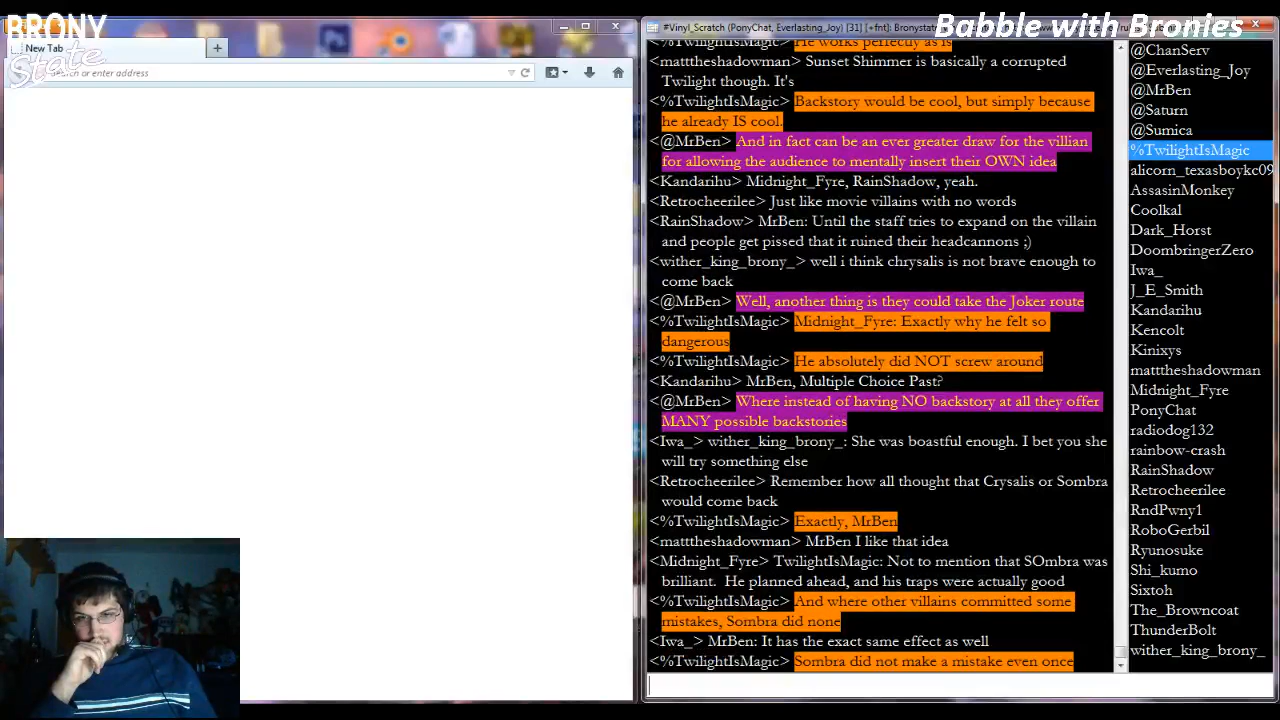 BRONY
State
New Tab
Search or enter address
#Vinyl_Scratch (PonyChat, Everlasting_Joy) [31] [+fnt] Bronystate
Babble with Bronies
<%TwilightIsMagic> He works perfectly as is
<matttheshadowman> Sunset Shimmer is basically a corrupted
Twilight though. It's
<%TwilightIsMagic> Backstory would be cool, but simply because
he already IS cool.
<@MrBen> And in fact can be an ever greater draw for the villian
for allowing the audience to mentally insert their OWN idea
<Kandarihu> Midnight_Fyre, RainShadow, yeah.
<Retrocheerilee> Just like movie villains with no words
<RainShadow> MrBen: Until the staff tries to expand on the villain
and people get pissed that it ruined their headcannons ;)
<wither_king_brony_> well i think chrysalis is not brave enough to
come back
<@MrBen> Well, another thing is they could take the Joker route
<%TwilightIsMagic> Midnight_Fyre: Exactly why he felt so
dangerous
<%TwilightIsMagic> He absolutely did NOT screw around
<Kandarihu> MrBen, Multiple Choice Past?
<@MrBen> Where instead of having NO backstory at all they offer
MANY possible backstories
<Iwa_> wither_king_brony_: She was boastful enough. I bet you she
will try something else
<Retrocheerilee> Remember how all thought that Crysalis or Sombra
would come back
<%TwilightIsMagic> Exactly, MrBen
<matttheshadowman> MrBen I like that idea
<Midnight_Fyre> TwilightIsMagic: Not to mention that SOmbra was
brilliant. He planned ahead, and his traps were actually good
<%TwilightIsMagic> And where other villains committed some
mistakes, Sombra did none
<Iwa_> MrBen: It has the exact same effect as well
<%TwilightIsMagic> Sombra did not make a mistake even once
@ChanServ
@Everlasting_Joy
@MrBen
@Saturn
@Sumica
%TwilightIsMagic
alicorn_texasboykc09
AssasinMonkey
Coolkal
Dark_Horst
DoombringerZero
Iwa_
J_E_Smith
Kandarihu
Kencolt
Kinixys
matttheshadowman
Midnight_Fyre
PonyChat
radiodog132
rainbow-crash
RainShadow
Retrocheerilee
RndPwny1
RoboGerbil
Ryunosuke
Shi_kumo
Sixtoh
The_Browncoat
ThunderBolt
wither_king_brony_